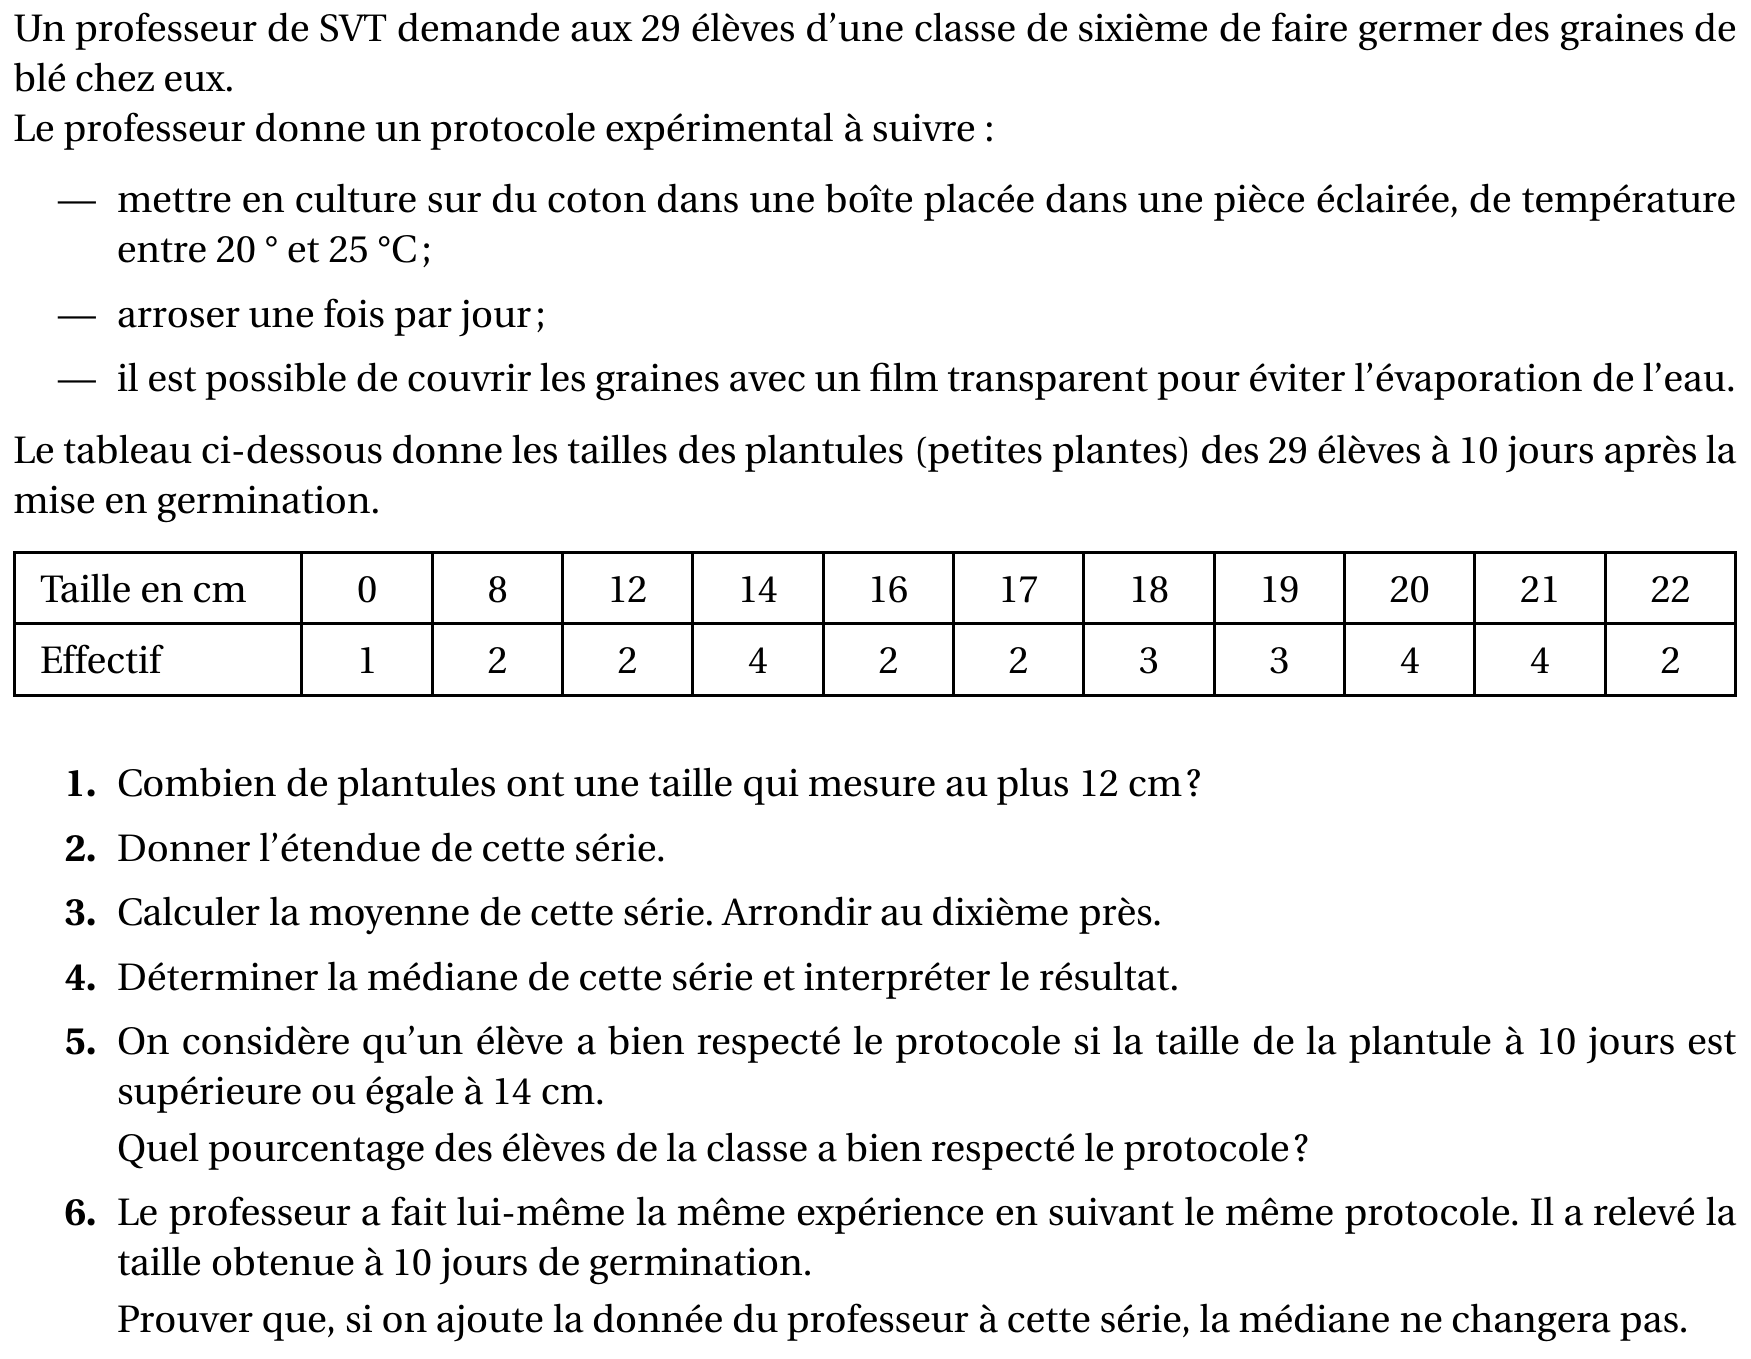 Un professeur de SVT demande aux 29 élèves d’une classe de sixième de faire germer des graines de
blé chez eux.
Le professeur donne un protocole expérimental à suivre :
— mettre en culture sur du coton dans une boîte placée dans une pièce éclairée, de température
entre 20 ° et 25 °C ;
— arroser une fois par jour ;
— il est possible de couvrir les graines avec un film transparent pour éviter l’évaporation de l’eau.
Le tableau ci-dessous donne les tailles des plantules (petites plantes) des 29 élèves à 10 jours après la
mise en germination.
Taille en cm 0 8 12 14 16 17 18 19 20 21 22
Effectif 1 2 2 4 2 2 3 3 4 4 2
1. Combien de plantules ont une taille qui mesure au plus 12 cm ?
2. Donner l’étendue de cette série.
3. Calculer la moyenne de cette série. Arrondir au dixième près.
4. Déterminer la médiane de cette série et interpréter le résultat.
5. On considère qu’un élève a bien respecté le protocole si la taille de la plantule à 10 jours est
supérieure ou égale à 14 cm.
Quel pourcentage des élèves de la classe a bien respecté le protocole ?
6. Le professeur a fait lui-même la même expérience en suivant le même protocole. Il a relevé la
taille obtenue à 10 jours de germination.
Prouver que, si on ajoute la donnée du professeur à cette série, la médiane ne changera pas.